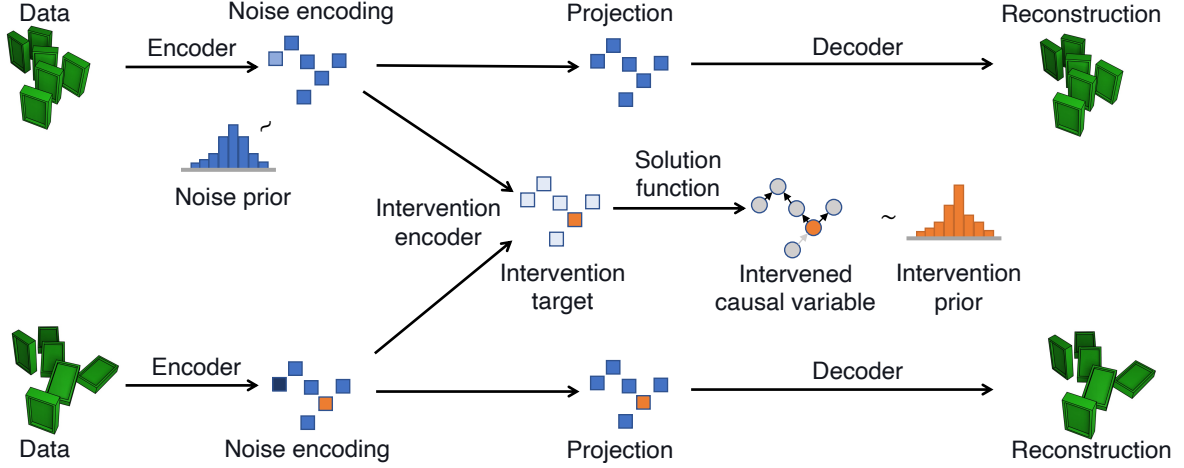 Data
Noise encoding
Projection
Reconstruction
Encoder
Decoder
~
Noise prior
Intervention
encoder
Solution
function
~
Intervention
target
Intervened
causal variable
Intervention
prior
Encoder
Decoder
Data
Noise encoding
Projection
Reconstruction